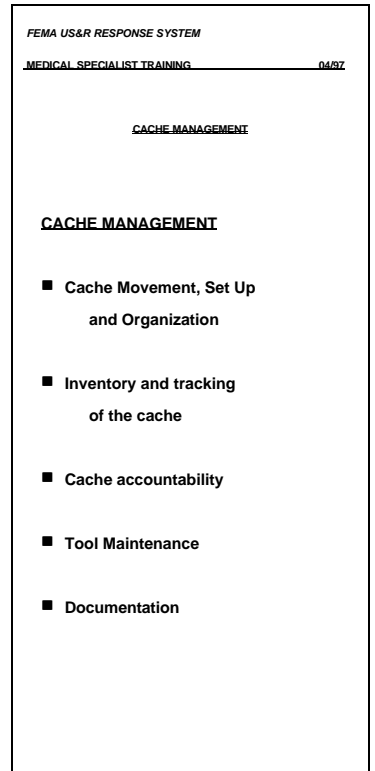 FEMA US&R RESPONSE SYSTEM
MEDICAL SPECIALIST TRAINING 04/97
CACHE MANAGEMENT
CACHE MANAGEMENT
■ Cache Movement, Set Up
and Organization
■ Inventory and tracking
of the cache
■ Cache accountability
■ Tool Maintenance
■ Documentation